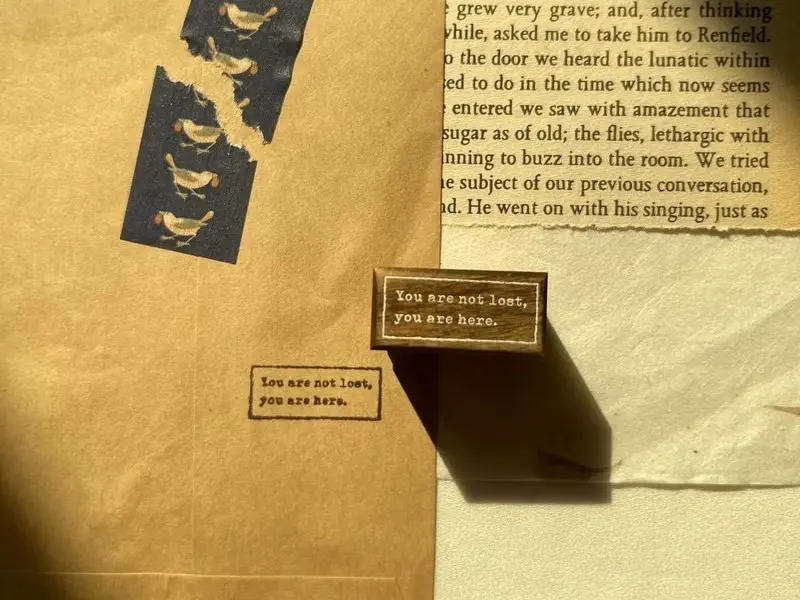 grew very grave; and, after thinking
while, asked me to take him to Renfield.
the door we heard the lunatic within
to do in the time which now seems
entered we saw with amazement that
sugar as of old; the flies, lethargic with
to buzz into the room. We tried
subject of our previous conversation,
He went on with his singing, just as
You are not lost,
you are here.
You are not lost,
you are here.